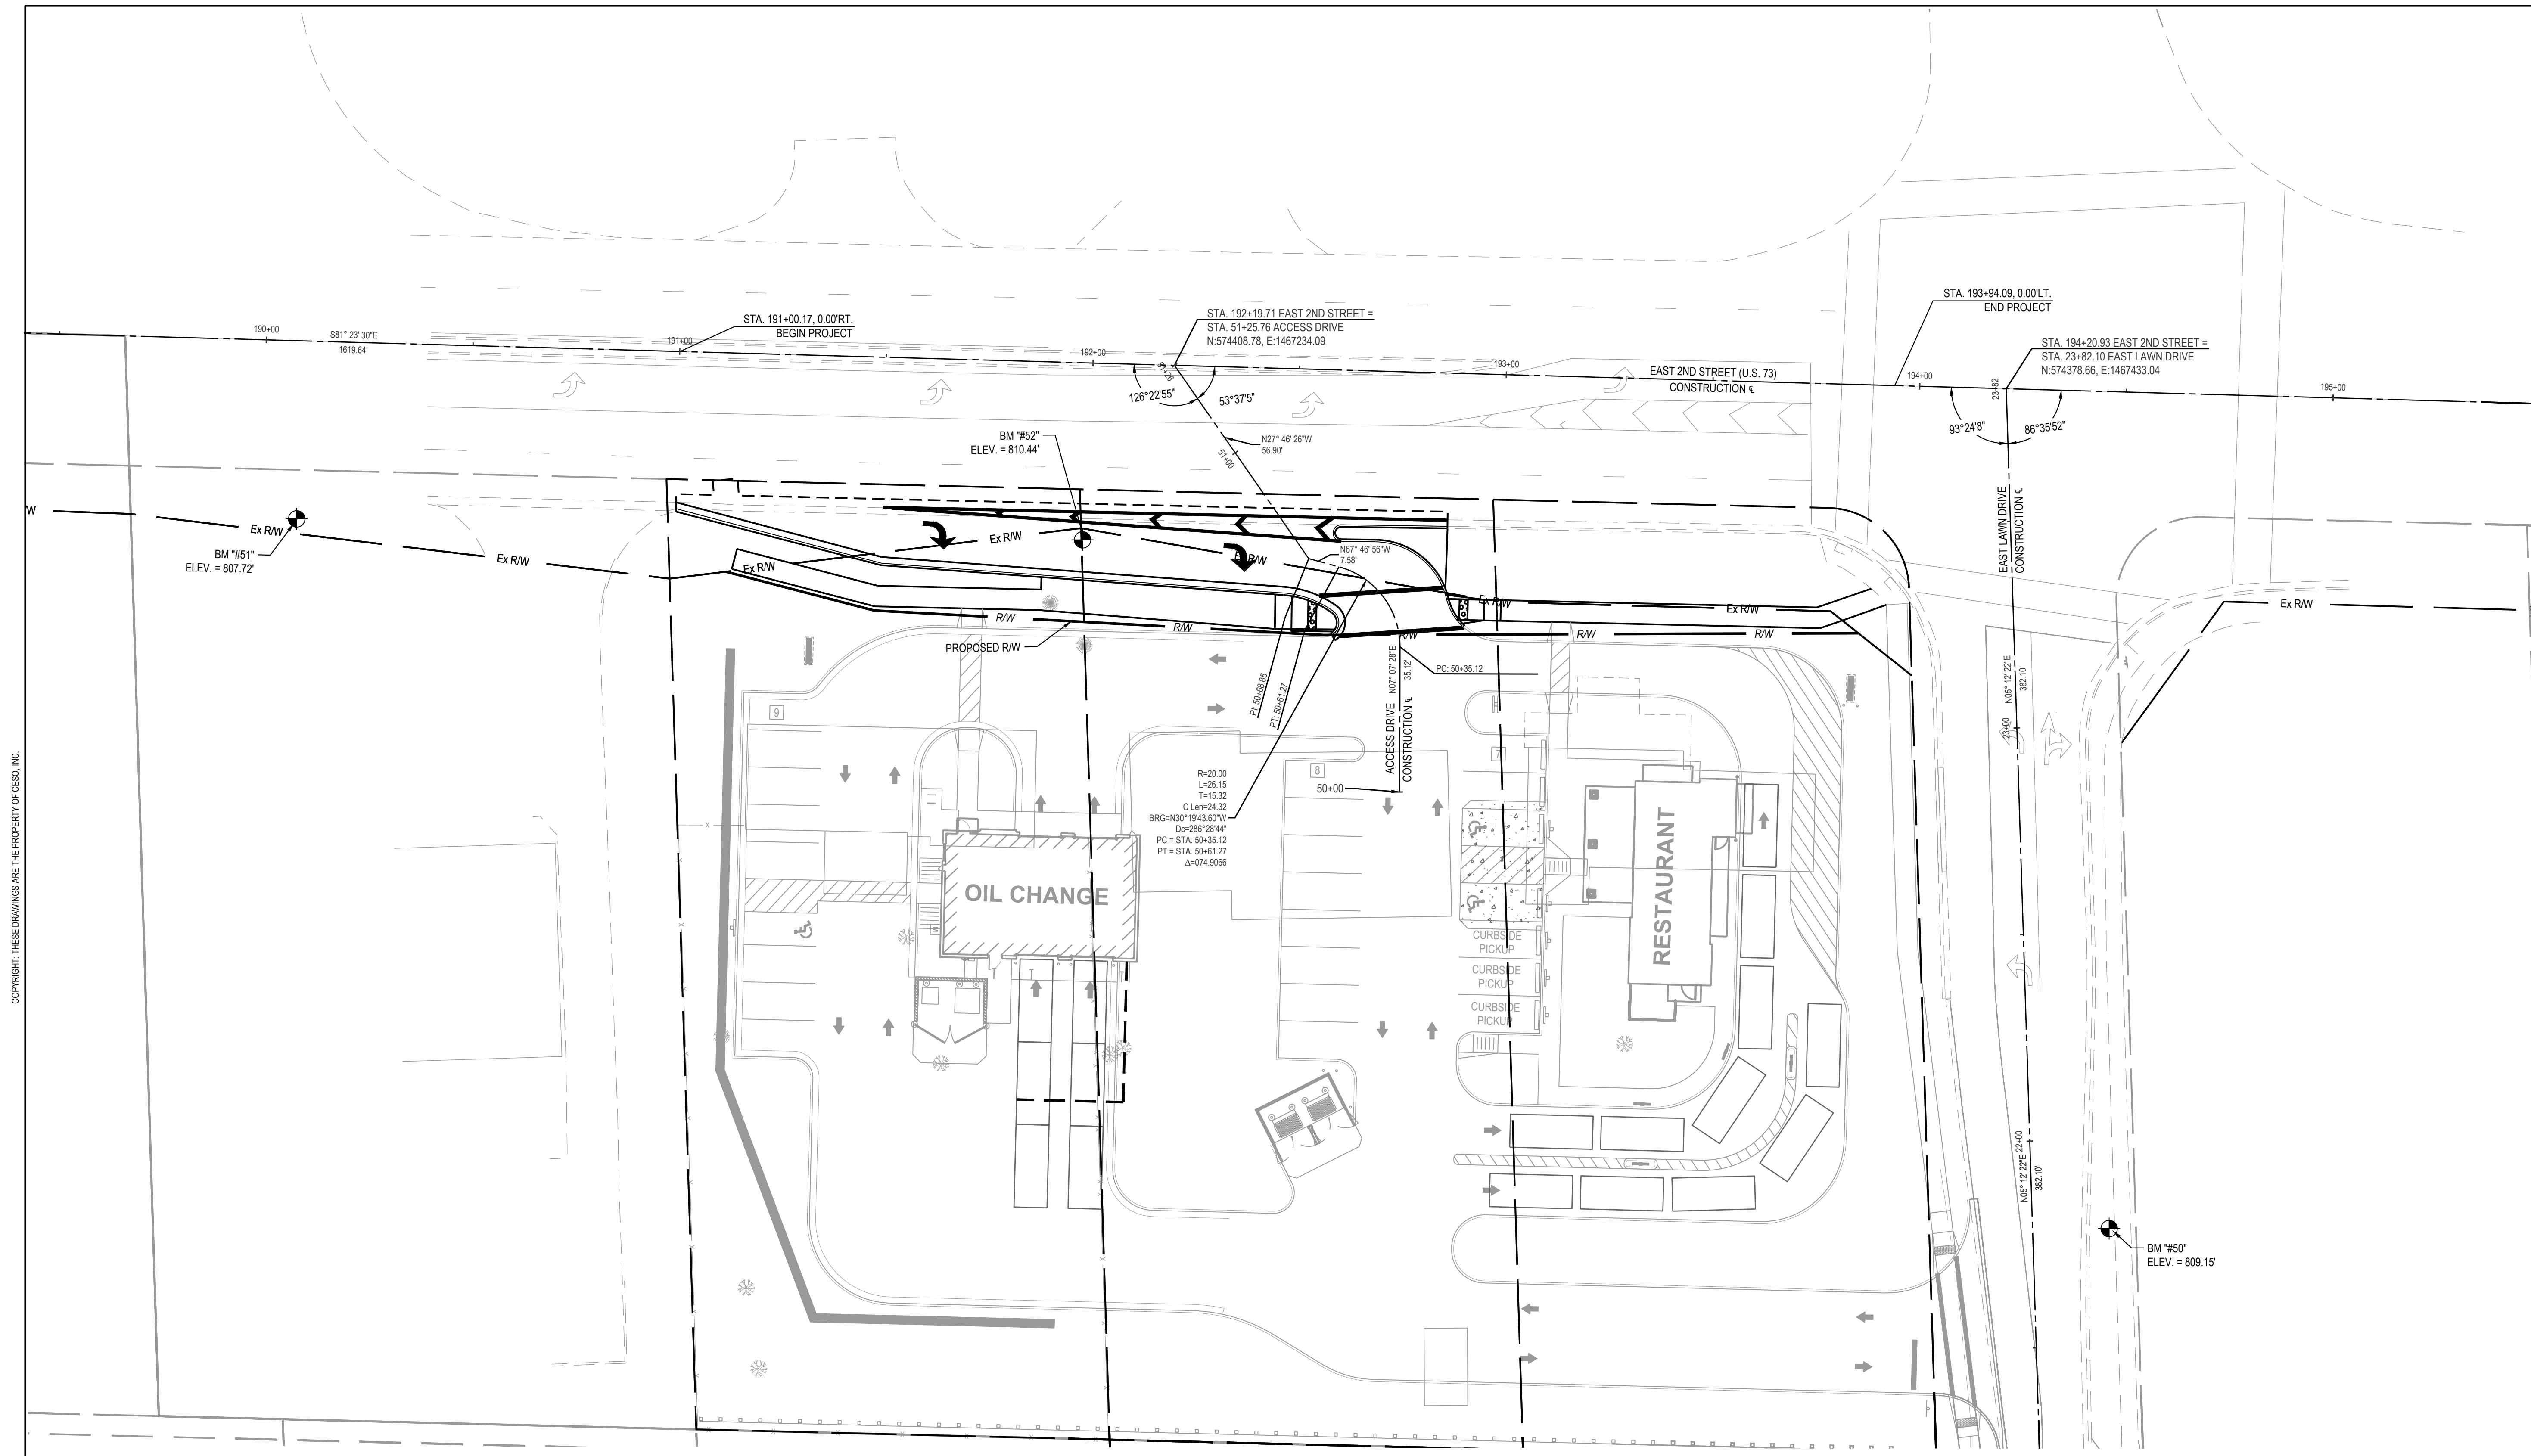 190+00
S81° 23' 30"E
1619.64'
STA. 191+00.17, 0.00'RT.
BEGIN PROJECT
191+00
192+00
STA. 192+19.71 EAST 2ND STREET =
STA. 51+25.76 ACCESS DRIVE
N:574408.78, E:1467234.09
51+26
126°22'55"
53°37'5"
193+00
EAST 2ND STREET (U.S. 73)
CONSTRUCTION ℄
STA. 193+94.09, 0.00'LT.
END PROJECT
194+00
STA. 194+20.93 EAST 2ND STREET =
STA. 23+82.10 EAST LAWN DRIVE
N:574378.66, E:1467433.04
23+82
195+00
93°24'8"
86°35'52"
BM "#52"
ELEV. = 810.44'
N27° 46' 26"W
56.90'
51+00
W
Ex R/W
BM "#51"
ELEV. = 807.72'
Ex R/W
Ex R/W
Ex R/W
Ex R/W
N67° 46' 56"W
7.58'
Ex R/W
Ex R/W
Ex R/W
EAST LAWN DRIVE
CONSTRUCTION ℄
R/W
R/W
R/W
R/W
R/W
PROPOSED R/W
PI: 50+68.85
PT: 50+61.27
PC: 50+35.12
N07° 07' 28"E
35.12'
ACCESS DRIVE
CONSTRUCTION ℄
50+00
R=20.00
L=26.15
T=15.32
C Len=24.32
BRG=N30°19'43.60"W
Dc=286°28'44"
PC = STA. 50+35.12
PT = STA. 50+61.27
Δ=074.9066
N05° 12' 22"E
382.10'
23+00
9
8
7
OIL CHANGE
RESTAURANT
M
CURBSIDE
PICKUP
CURBSIDE
PICKUP
CURBSIDE
PICKUP
22+00
N05° 12' 22"E
382.10'
BM "#50"
ELEV. = 809.15'
COPYRIGHT: THESE DRAWINGS ARE THE PROPERTY OF CESO, INC.